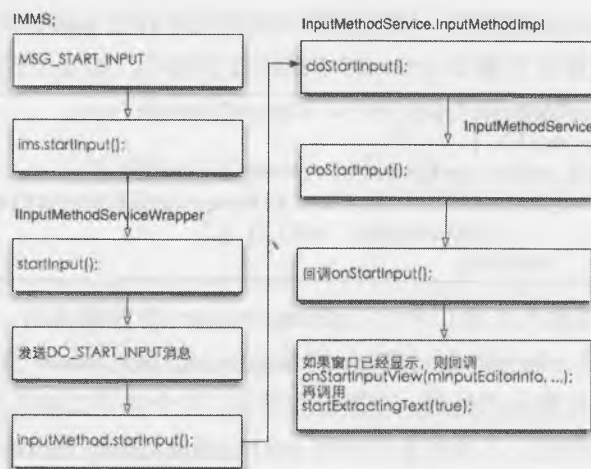 IMMS;
MSG_START_INPUT
ims.startInput();
IInputMethodServiceWrapper
startInput();
发送DO_START_INPUT消息
inputMethod.startInput();
InputMethodService.InputMethodImpl
doStartInput();
InputMethodService
doStartInput();
回调onStartInput();
如果窗口已经显示，则回调
onStartInputView(mInputEditorInfo, ...);
再调用
startExtractingText(true);